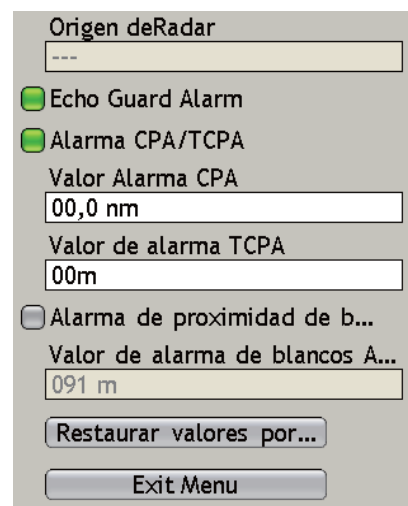 Origen deRadar
---
Echo Guard Alarm
Alarma CPA/TCPA
Valor Alarma CPA
00,0 nm
Valor de alarma TCPA
00m
Alarma de proximidad de b...
Valor de alarma de blancos A...
091 m
Restaurar valores por...
Exit Menu